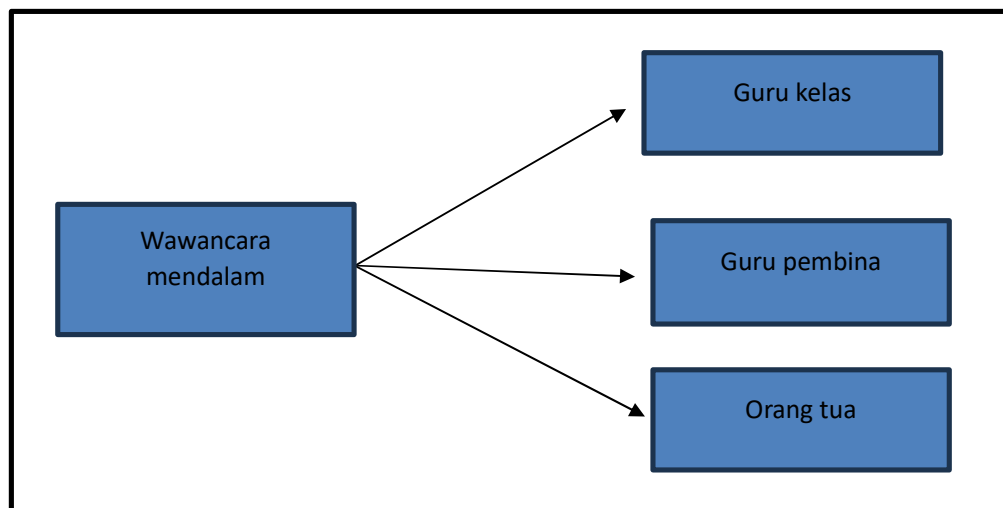 Guru kelas
Wawancara
mendalam
Guru pembina
Orang tua